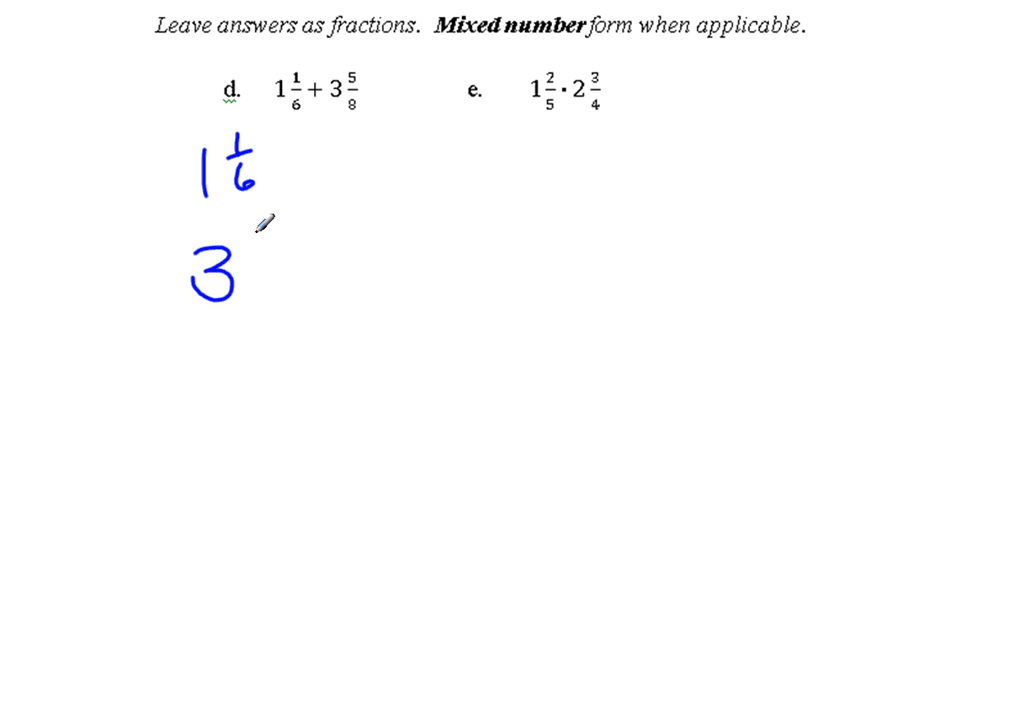 Leave answers as fractions. Mixed number form when applicable.
d. 1 1/6 + 3 5/8 e. 1 2/5 · 2 3/4
1 1/6
3